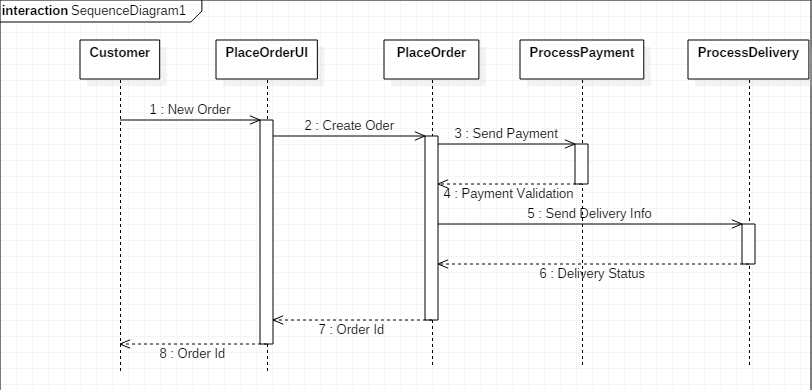 interaction SequenceDiagram1
Customer
PlaceOrderUI
PlaceOrder
ProcessPayment
ProcessDelivery
1 : New Order
2 : Create Oder
3 : Send Payment
4 : Payment Validation
5 : Send Delivery Info
6 : Delivery Status
7 : Order Id
8 : Order Id